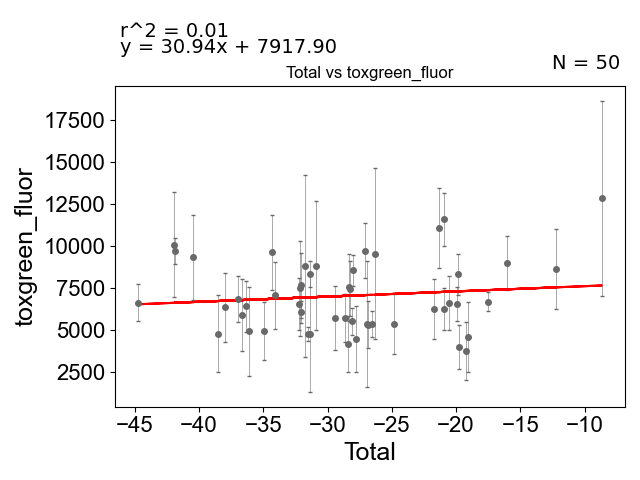 r^2 = 0.01
y = 30.94x + 7917.90
N = 50
Total vs toxgreen_fluor
17500
15000
12500
10000
7500
5000
2500
toxgreen_fluor
−45 −40 −35 −30 −25 −20 −15 −10
Total